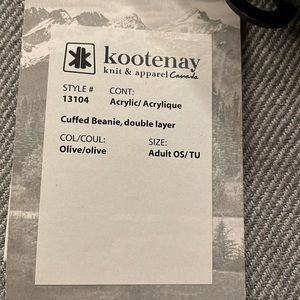 kootenay
knit & apparel Canada
STYLE # CONT:
13104 Acrylic/ Acrylique
Cuffed Beanie, double layer
COL/COUL: SIZE:
Olive/olive Adult OS/TU